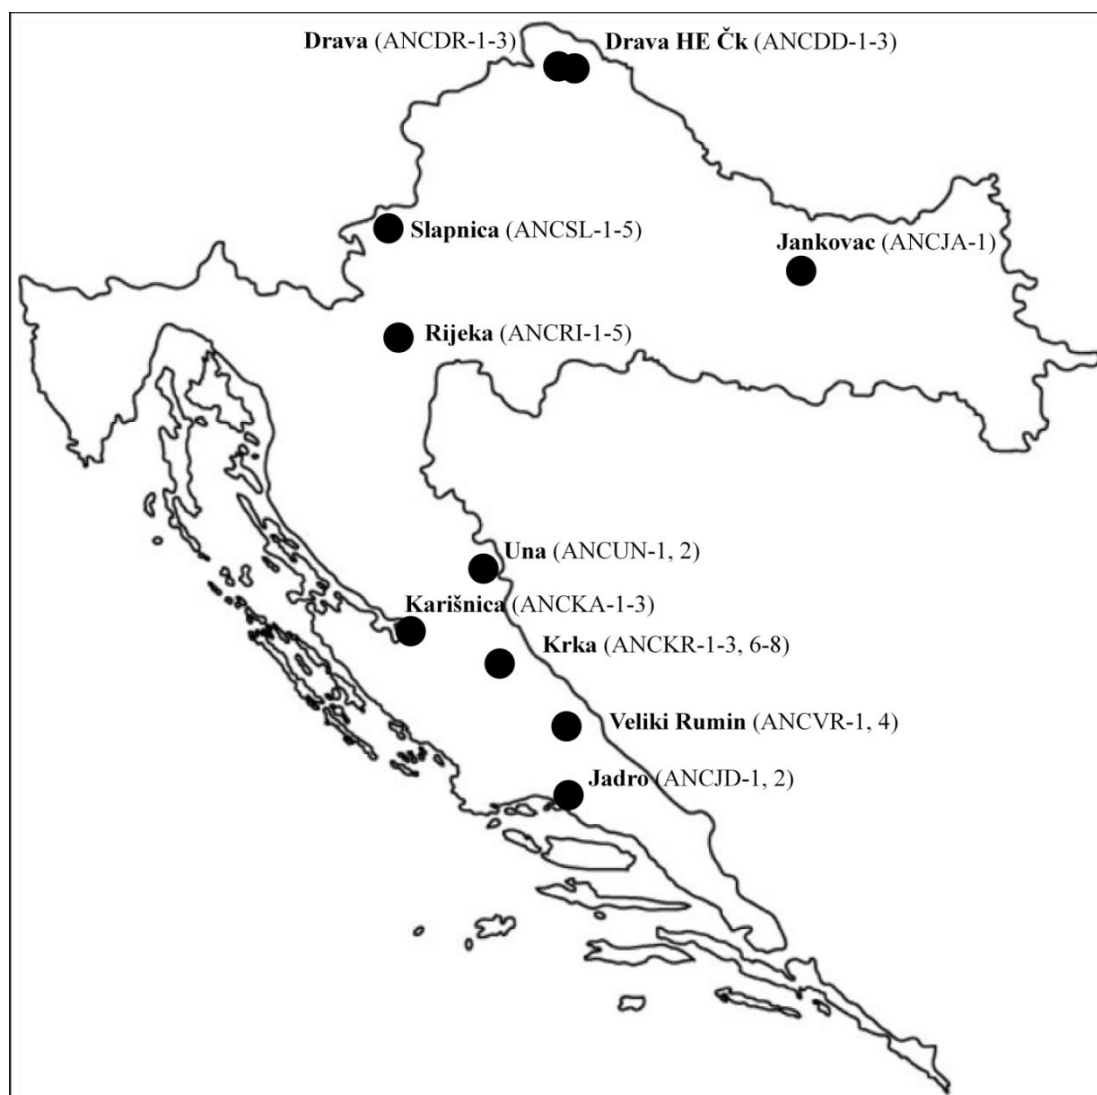 Drava (ANCDR-1-3)
Drava HE Čk (ANCDD-1-3)
Slapnica (ANCSL-1-5)
Jankovac (ANCJA-1)
Rijeka (ANCRI-1-5)
Una (ANCUN-1, 2)
Karišnica (ANCKA-1-3)
Krka (ANCKR-1-3, 6-8)
Veliki Rumin (ANCVR-1, 4)
Jadro (ANCJD-1, 2)